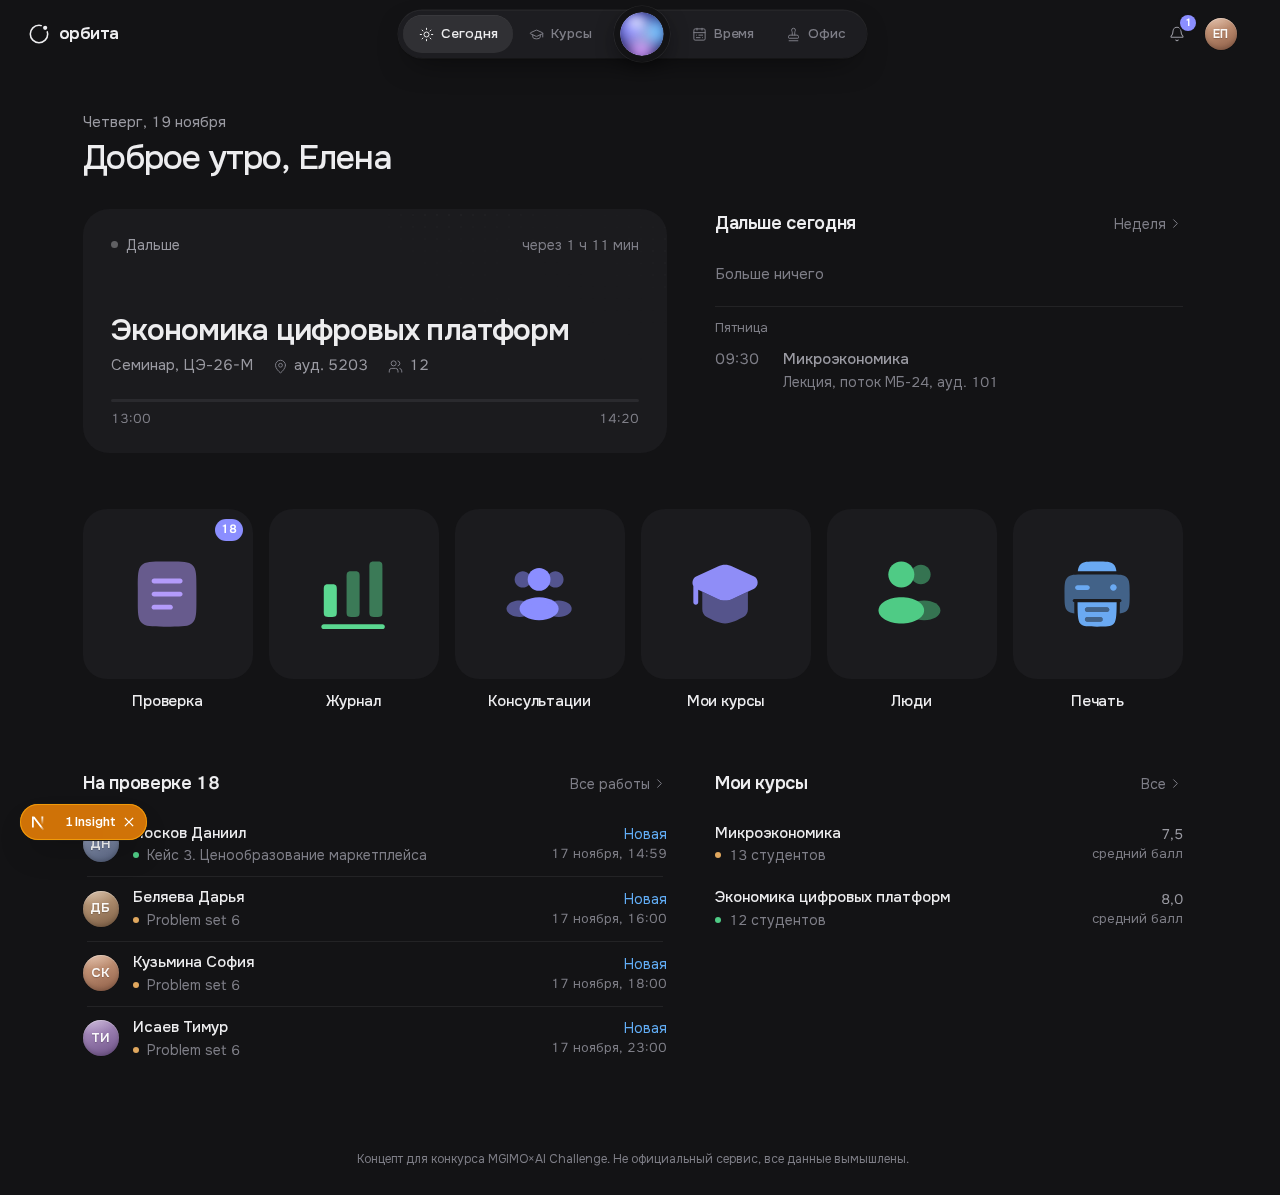 орбита
Сегодня
Курсы
Время
Офис
1
ЕП
Четверг, 19 ноября
Доброе утро, Елена
Дальше
через 1 ч 11 мин
Экономика цифровых платформ
Семинар, ЦЭ-26-М
ауд. 5203
12
13:00
14:20
Дальше сегодня
Неделя
Больше ничего
Пятница
09:30
Микроэкономика
Лекция, поток МБ-24, ауд. 101
18
Проверка
Журнал
Консультации
Мои курсы
Люди
Печать
На проверке 18
Все работы
1 Insight
Даниил
Новая
ДН
Кейс 3. Ценообразование маркетплейса
17 ноября, 14:59
ДБ
Беляева Дарья
Новая
Problem set 6
17 ноября, 16:00
СК
Кузьмина София
Новая
Problem set 6
17 ноября, 18:00
ТИ
Исаев Тимур
Новая
Problem set 6
17 ноября, 23:00
Мои курсы
Все
Микроэкономика
7,5
13 студентов
средний балл
Экономика цифровых платформ
8,0
12 студентов
средний балл
Концепт для конкурса MGIMO×AI Challenge. Не официальный сервис, все данные вымышлены.